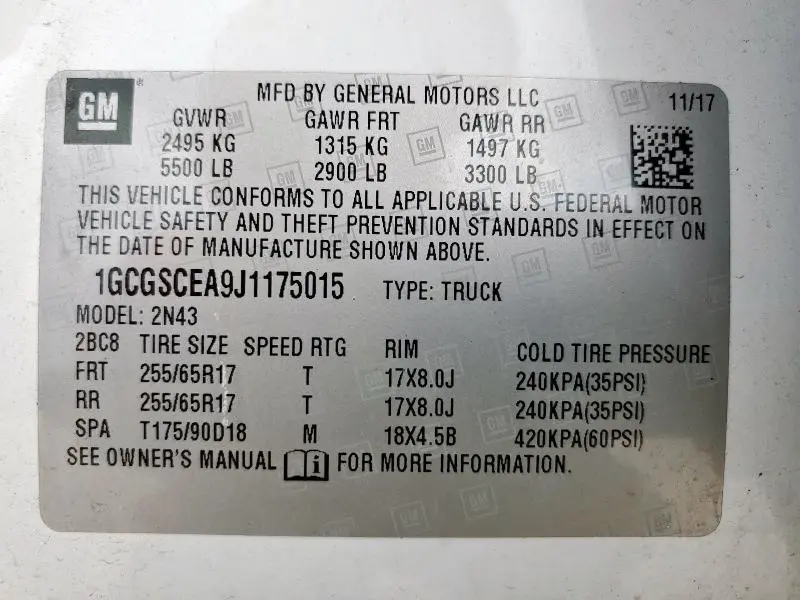 GM
MFD BY GENERAL MOTORS LLC 11/17
GVWR GAWR FRT GAWR RR
2495 KG 1315 KG 1497 KG
5500 LB 2900 LB 3300 LB
THIS VEHICLE CONFORMS TO ALL APPLICABLE U.S. FEDERAL MOTOR
VEHICLE SAFETY AND THEFT PREVENTION STANDARDS IN EFFECT ON
THE DATE OF MANUFACTURE SHOWN ABOVE.
1GCGSCEA9J1175015 TYPE: TRUCK
MODEL: 2N43
2BC8 TIRE SIZE SPEED RTG RIM COLD TIRE PRESSURE
FRT 255/65R17 T 17X8.0J 240KPA(35PSI)
RR 255/65R17 T 17X8.0J 240KPA(35PSI)
SPA T175/90D18 M 18X4.5B 420KPA(60PSI)
SEE OWNER'S MANUAL i FOR MORE INFORMATION.